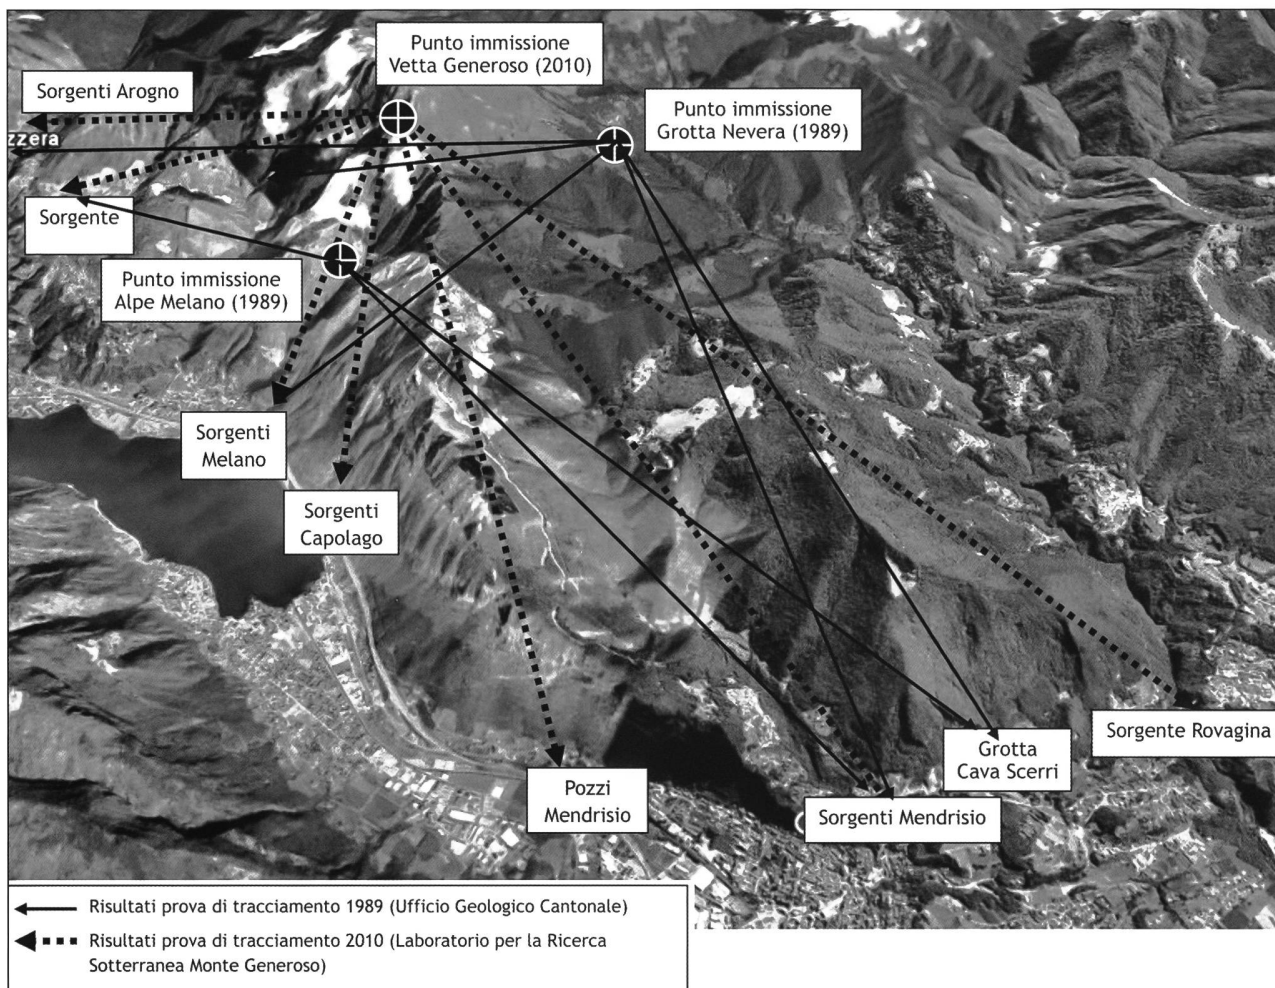 Punto immissione
Vetta Generoso (2010)
Sorgenti Arogno
Punto immissione
Grotta Nevera (1989)
zzera
Sorgente
Punto immissione
Alpe Melano (1989)
Sorgenti
Melano
Sorgenti
Capolago
Sorgente Rovagina
Grotta
Cava Scerri
Pozzi
Mendrisio
Sorgenti Mendrisio
Risultati prova di tracciamento 1989 (Ufficio Geologico Cantonale)
Risultati prova di tracciamento 2010 (Laboratorio per la Ricerca
Sotterranea Monte Generoso)